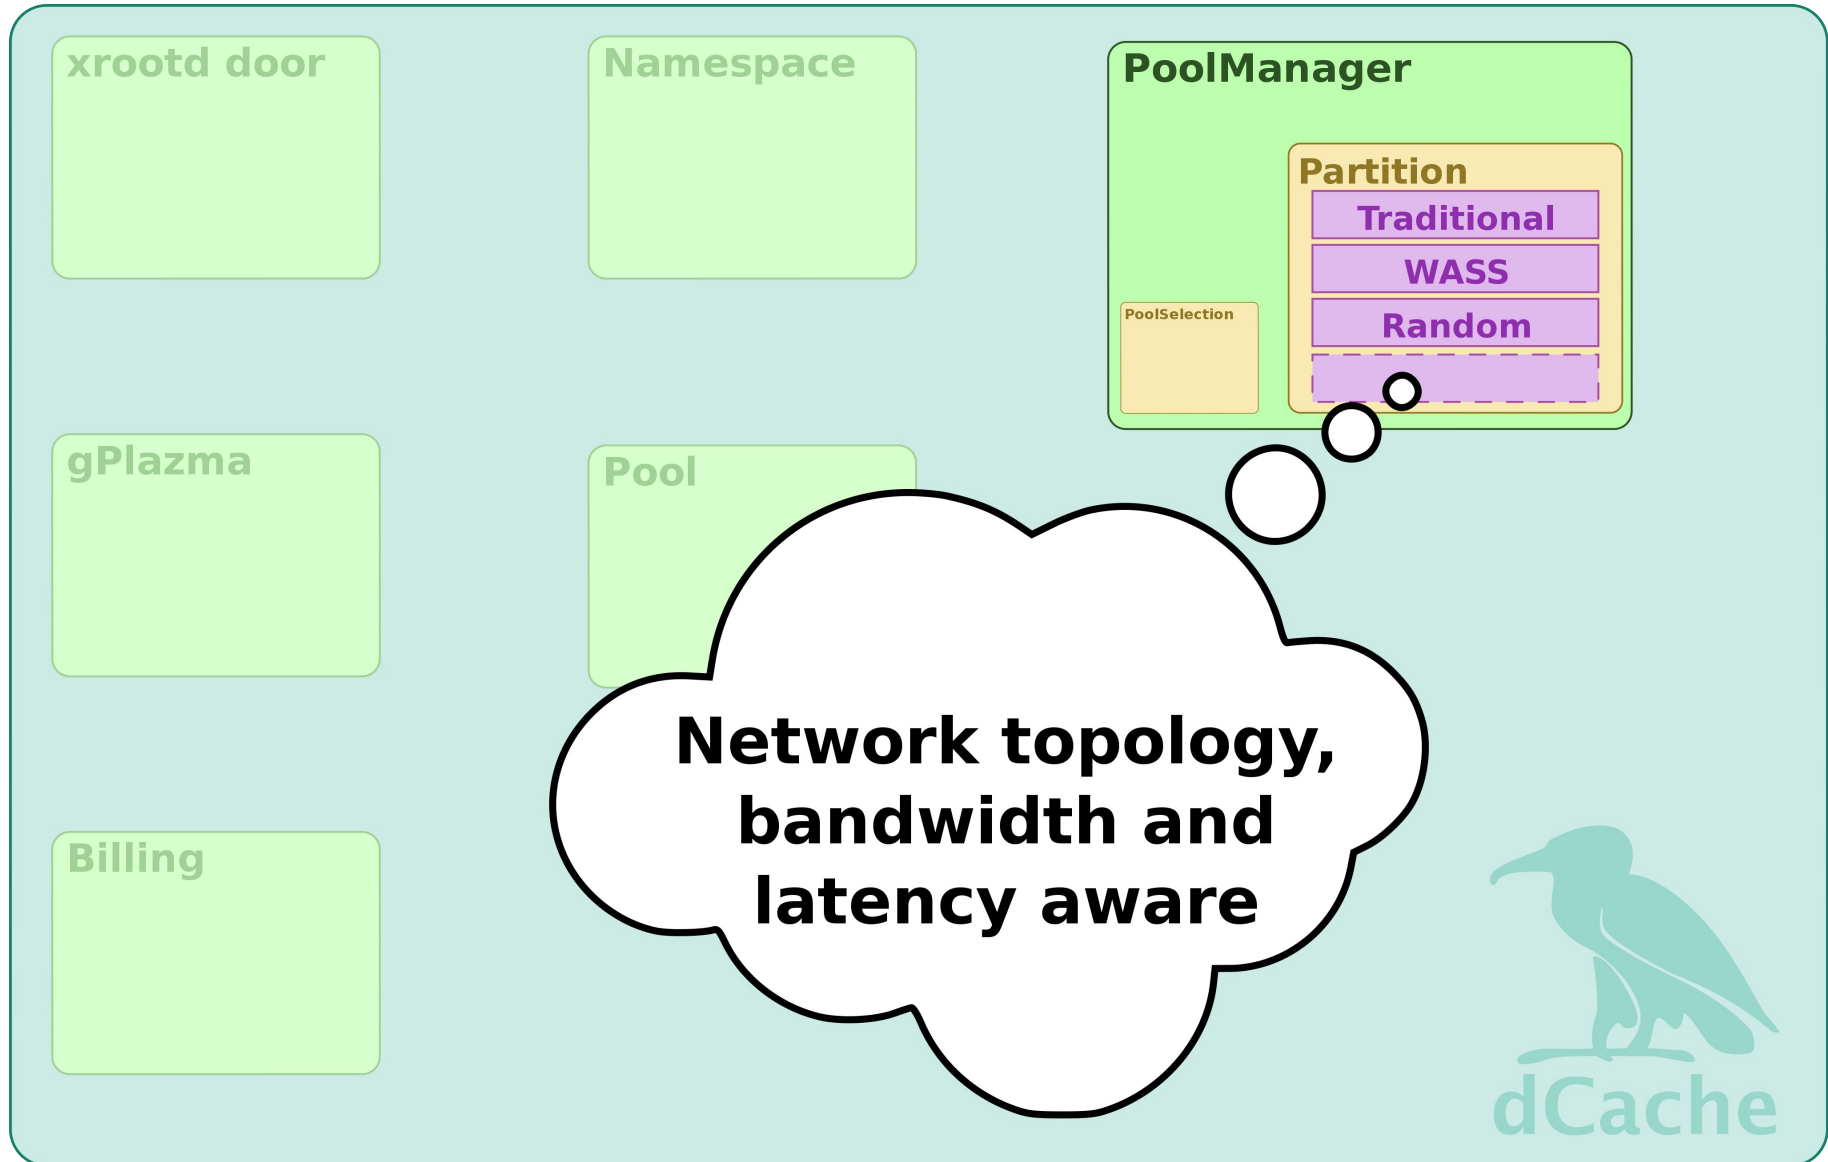 xrootd door
Namespace
PoolManager
Partition
Traditional
WASS
Random
PoolSelection
gPlazma
Pool
Network topology,
bandwidth and
latency aware
Billing
dCache